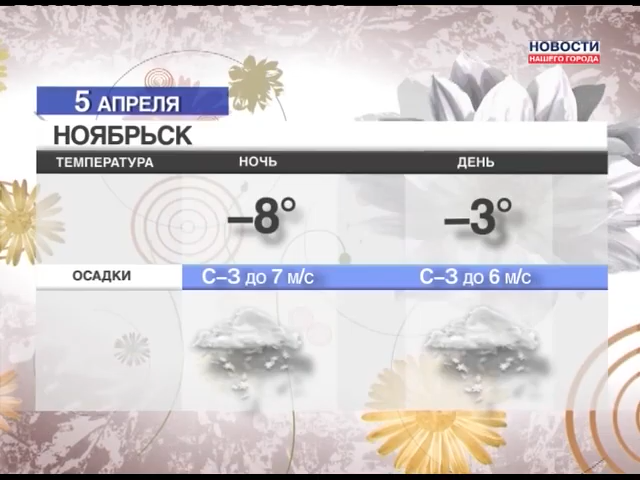 НОВОСТИ
НАШЕГО ГОРОДА
5 АПРЕЛЯ
НОЯБРЬСК
ТЕМПЕРАТУРА НОЧЬ ДЕНЬ
–8° –3°
ОСАДКИ С–З ДО 7 М/С С–З ДО 6 М/С